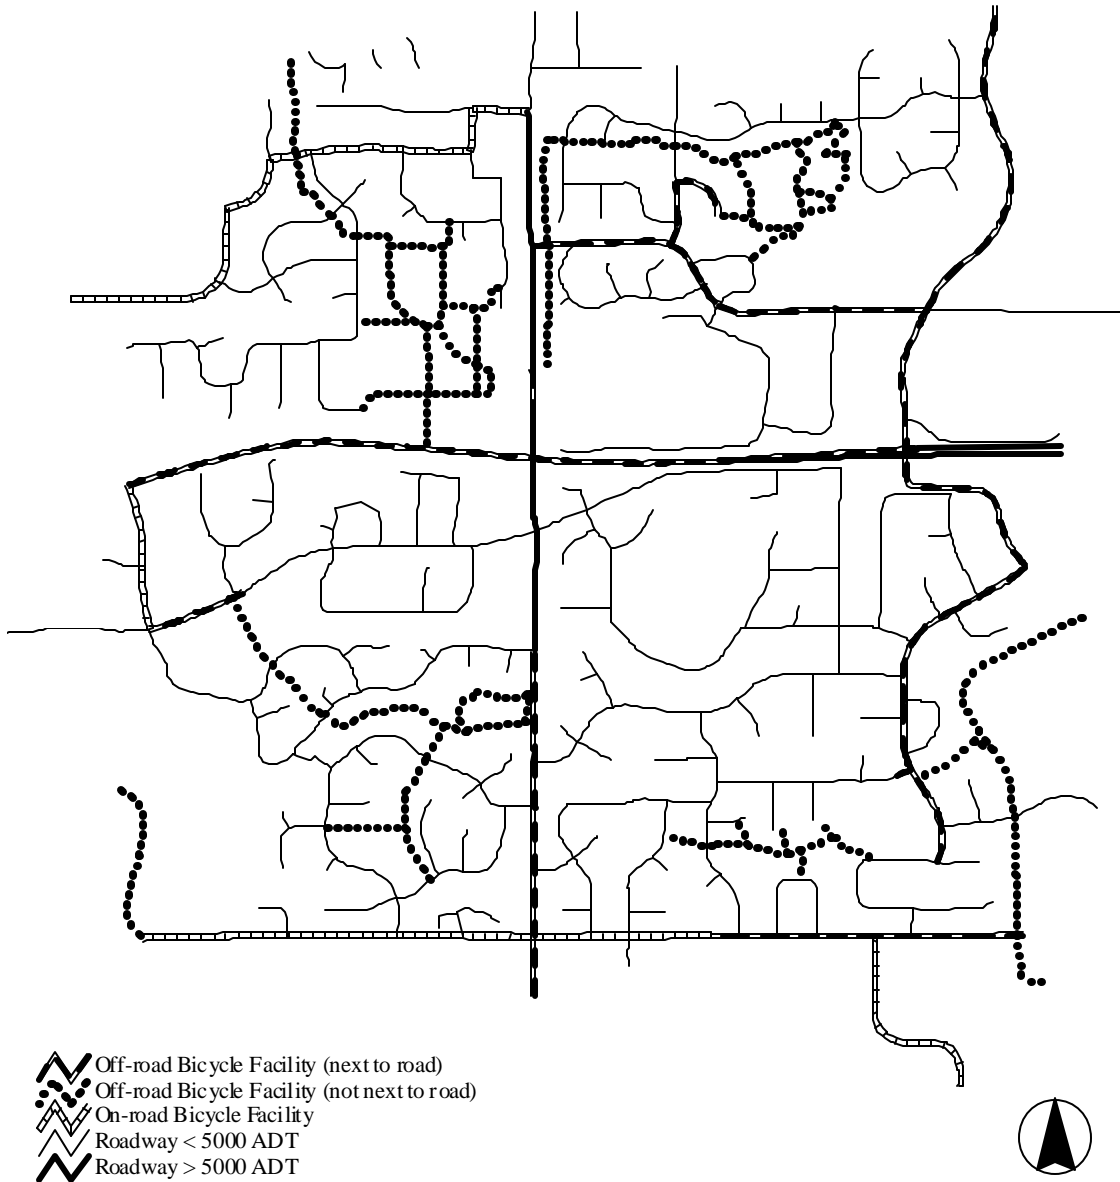 Off-road Bicycle Facility (next to road)
Off-road Bicycle Facility (not next to road)
On-road Bicycle Facility
Roadway < 5000 ADT
Roadway > 5000 ADT